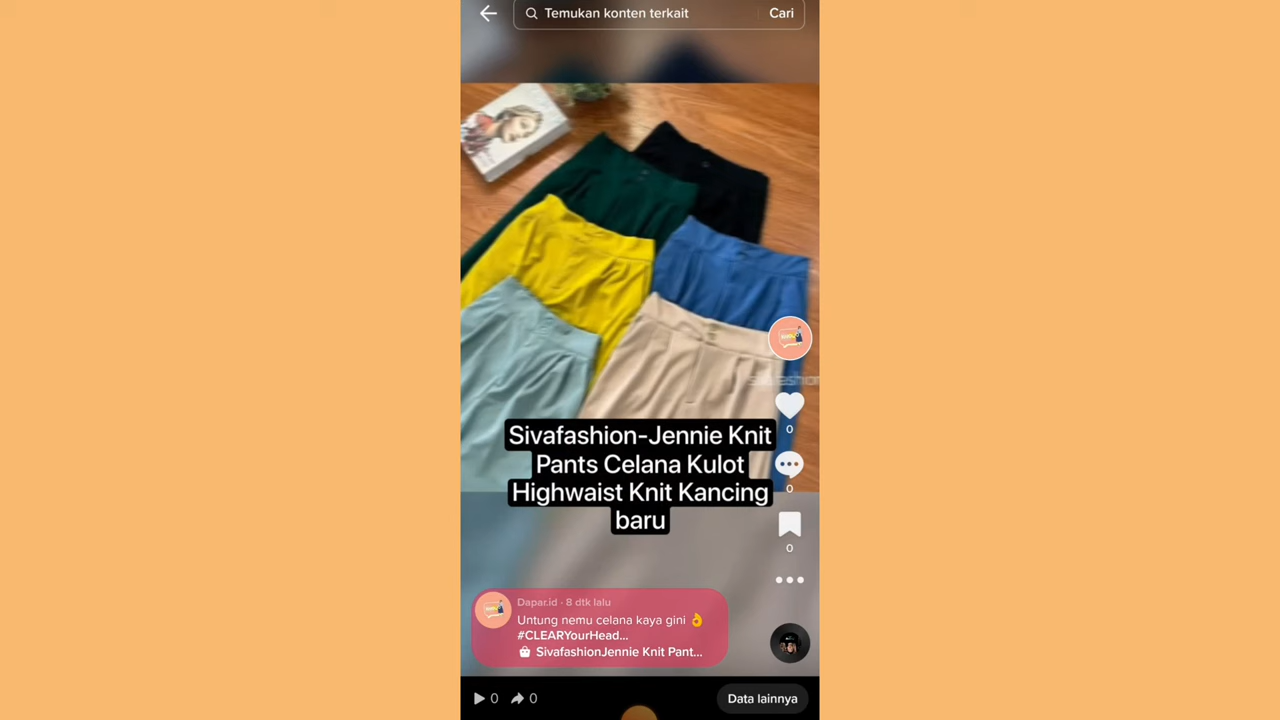 Temukan konten terkait
Cari
0
Sivafashion-Jennie Knit
Pants Celana Kulot
Highwaist Knit Kancing
baru
0
0
Dapar.id · 8 dtk lalu
Untung nemu celana kaya gini 👌
#CLEARYourHead...
SivafashionJennie Knit Pant...
0
0
Data lainnya